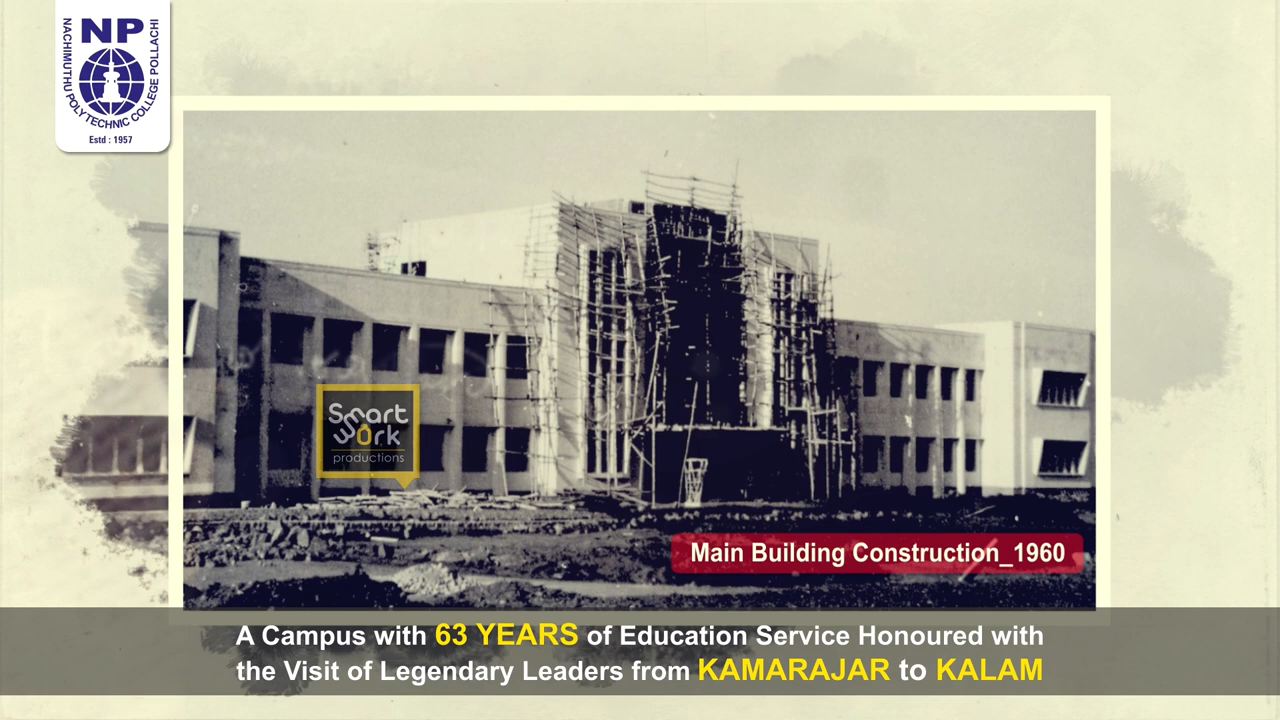 NP
NACHIMUTHU POLYTECHNIC COLLEGE POLLACHI
Estd : 1957
Smart
work
productions
Main Building Construction_1960
A Campus with 63 YEARS of Education Service Honoured with
the Visit of Legendary Leaders from KAMARAJAR to KALAM